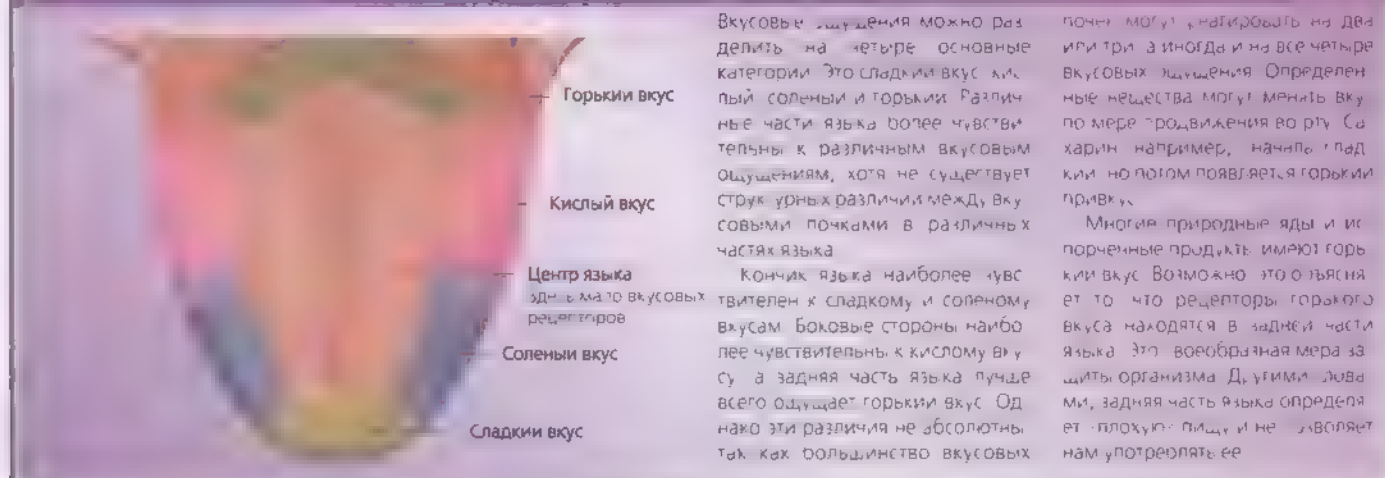 Горький вкус
Кислый вкус
Центр языка
здесь мало вкусовых
рецепторов
Соленый вкус
Сладкий вкус
Вкусовые ощущения можно раз
делить на четыре основные
категории Это сладкий вкус кис
лый соленый и горький Различ
ные части языка более чувстви
тельны к различным вкусовым
ощущениям, хотя не существует
структурных различий между вку
совыми почками в различных
частях языка
Кончик языка наиболее чувс
твителен к сладкому и соленому
вкусам Боковые стороны наибо
лее чувствительны к кислому вку
су а задняя часть языка лучше
всего ощущает горький вкус Од
нако эти различия не абсолютны
так как большинство вкусовых
почек могут реагировать на два
или три а иногда и на все четыре
вкусовых ощущения Определен
ные вещества могут менять вкус
по мере продвижения во рту Са
харин например, начала слад
кий но потом появляется горький
привкус
Многие природные яды и ис
порченные продукты имеют горь
кий вкус Возможно это объясня
ет то что рецепторы горького
вкуса находятся в задней части
языка Это своеобразная мера за
щиты организма Другими слова
ми, задняя часть языка определя
ет плохую пищу и не позволяет
нам употреблять ее